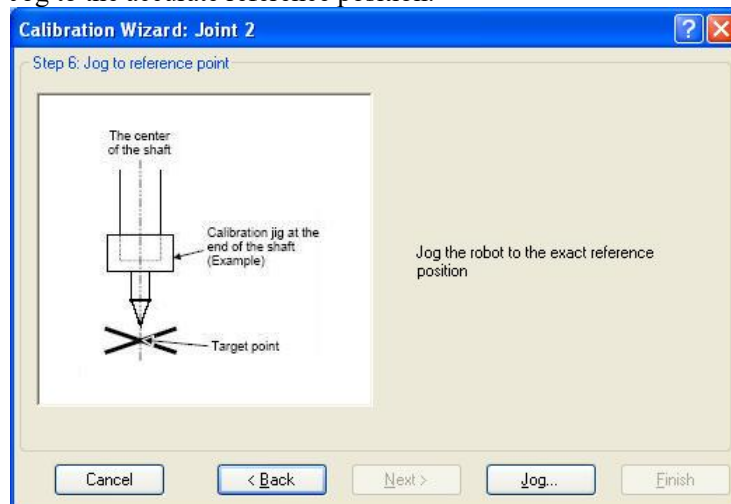 Jog to the accurate reference position.
Calibration Wizard: Joint 2
Step 6: Jog to reference point
The center
of the shaft
Calibration jig at the
end of the shaft
(Example)
Target point
Jog the robot to the exact reference
position
Cancel
< Back
Next >
Jog...
Finish